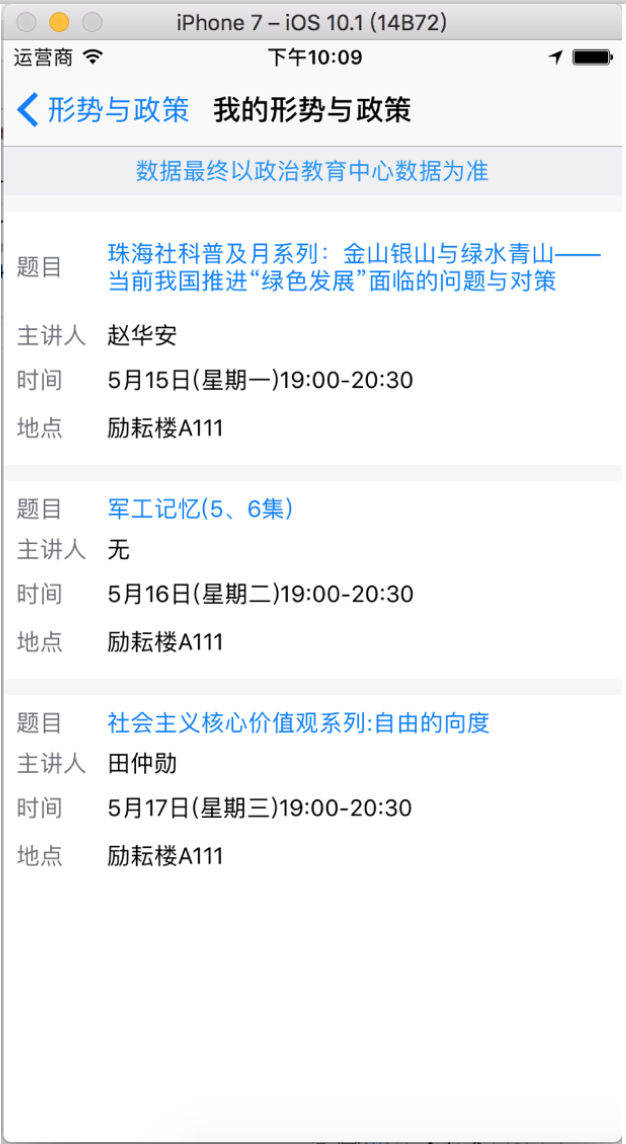 iPhone 7 – iOS 10.1 (14B72)
运营商 下午10:09
形势与政策 我的形势与政策
数据最终以政治教育中心数据为准
题目 珠海社科普及月系列：金山银山与绿水青山——
当前我国推进“绿色发展”面临的问题与对策
主讲人 赵华安
时间 5月15日(星期一)19:00-20:30
地点 励耘楼A111
题目 军工记忆(5、6集)
主讲人 无
时间 5月16日(星期二)19:00-20:30
地点 励耘楼A111
题目 社会主义核心价值观系列:自由的向度
主讲人 田仲勋
时间 5月17日(星期三)19:00-20:30
地点 励耘楼A111